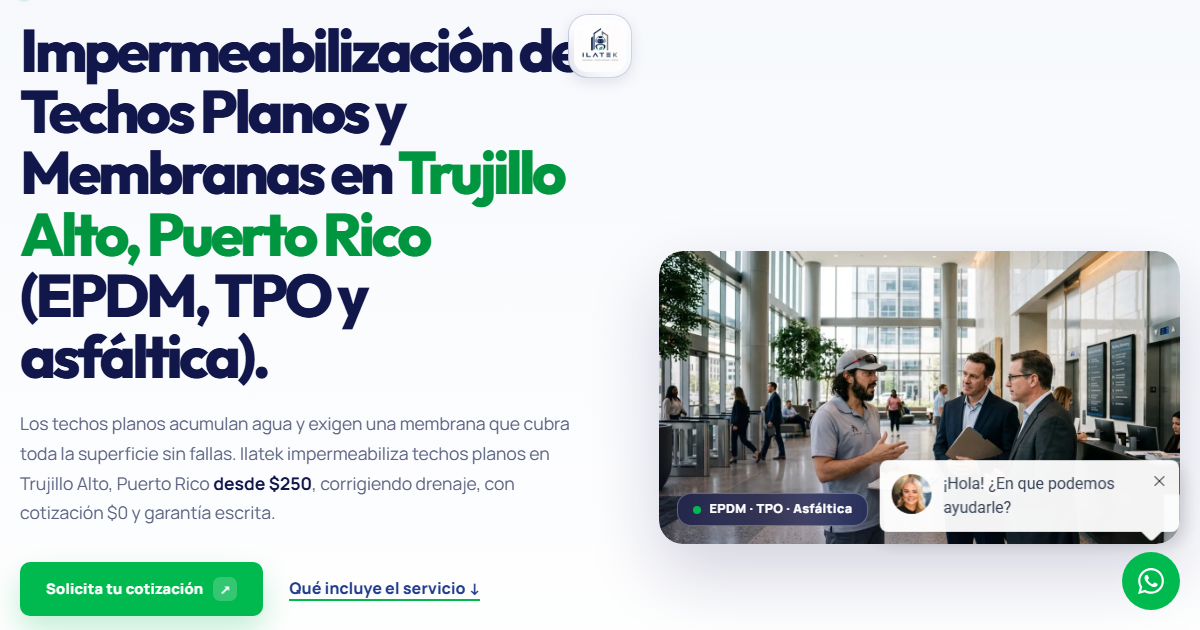 Impermeabilización de
Techos Planos y
Membranas en Trujillo
Alto, Puerto Rico
(EPDM, TPO y
asfáltica).
ILATEK
Los techos planos acumulan agua y exigen una membrana que cubra
toda la superficie sin fallas. Ilatek impermeabiliza techos planos en
Trujillo Alto, Puerto Rico desde $250, corrigiendo drenaje, con
cotización $0 y garantía escrita.
Solicita tu cotización ↗
Qué incluye el servicio ↓
EPDM · TPO · Asfáltica
¡Hola! ¿En que podemos
ayudarle?